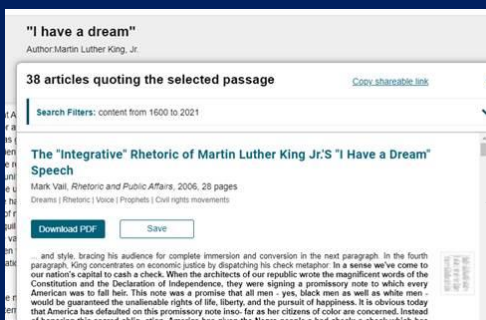 "I have a dream"
Author:Martin Luther King, Jr.
38 articles quoting the selected passage
Copy shareable link
Search Filters: content from 1600 to 2021
The "Integrative" Rhetoric of Martin Luther King Jr.'S "I Have a Dream"
Speech
Mark Vail, Rhetoric and Public Affairs, 2006, 28 pages
Dreams | Rhetoric | Voice | Prophets | Civil rights movements
Download PDF
Save
... and style, bracing his audience for complete immersion and conversion in the next paragraph. In the fourth
paragraph, King concentrates on economic justice by dispatching his check metaphor: In a sense we've come to
our nation's capital to cash a check. When the architects of our republic wrote the magnificent words of the
Constitution and the Declaration of Independence, they were signing a promissory note to which every
American was to fall heir. This note was a promise that all men - yes, black men as well as white men -
would be guaranteed the unalienable rights of life, liberty, and the pursuit of happiness. It is obvious today
that America has defaulted on this promissory note inso- far as her citizens of color are concerned. Instead